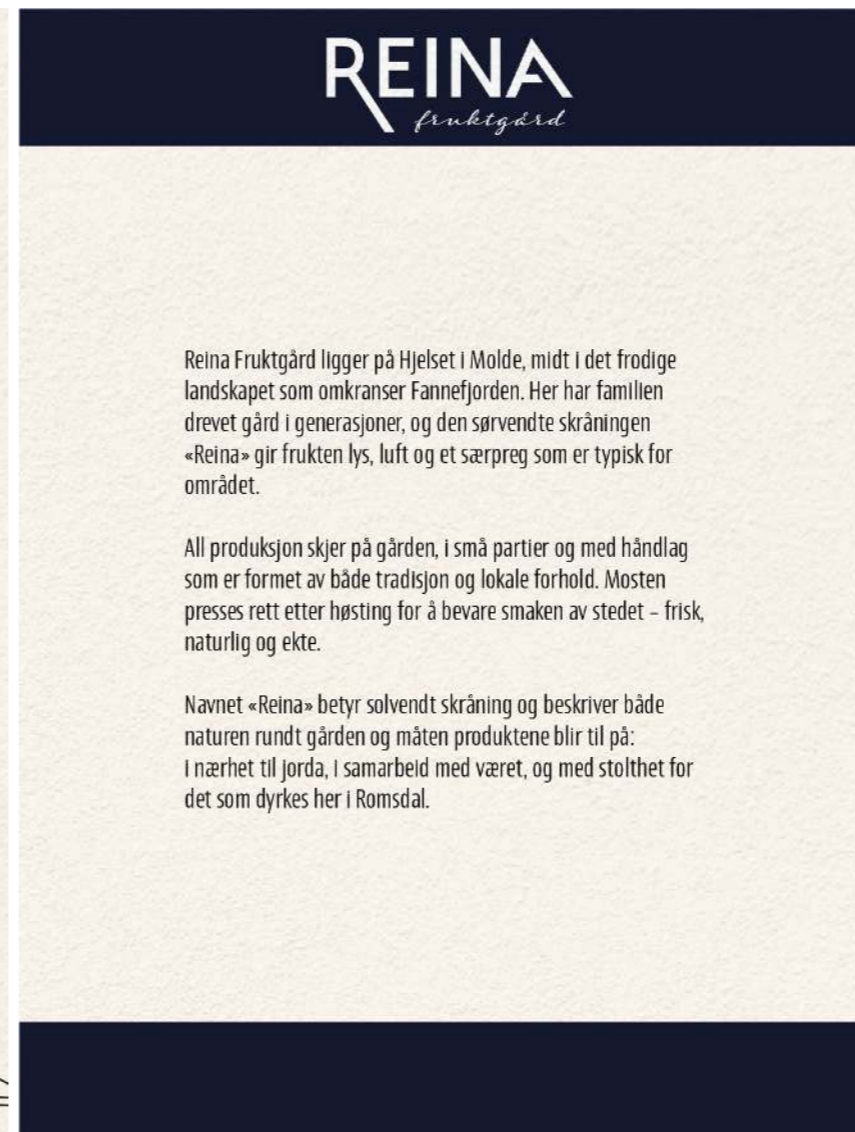 REINA
fruktgård
Reina Fruktgård ligger på Hjelset i Molde, midt i det frodige
landskapet som omkranser Fannefjorden. Her har familien
drevet gård i generasjoner, og den sørvendte skråningen
«Reina» gir frukten lys, luft og et særpreg som er typisk for
området.
All produksjon skjer på gården, i små partier og med håndlag
som er formet av både tradisjon og lokale forhold. Mosten
presses rett etter høsting for å bevare smaken av stedet – frisk,
naturlig og ekte.
Navnet «Reina» betyr solvendt skråning og beskriver både
naturen rundt gården og måten produktene blir til på:
i nærhet til jorda, i samarbeid med været, og med stolthet for
det som dyrkes her i Romsdal.